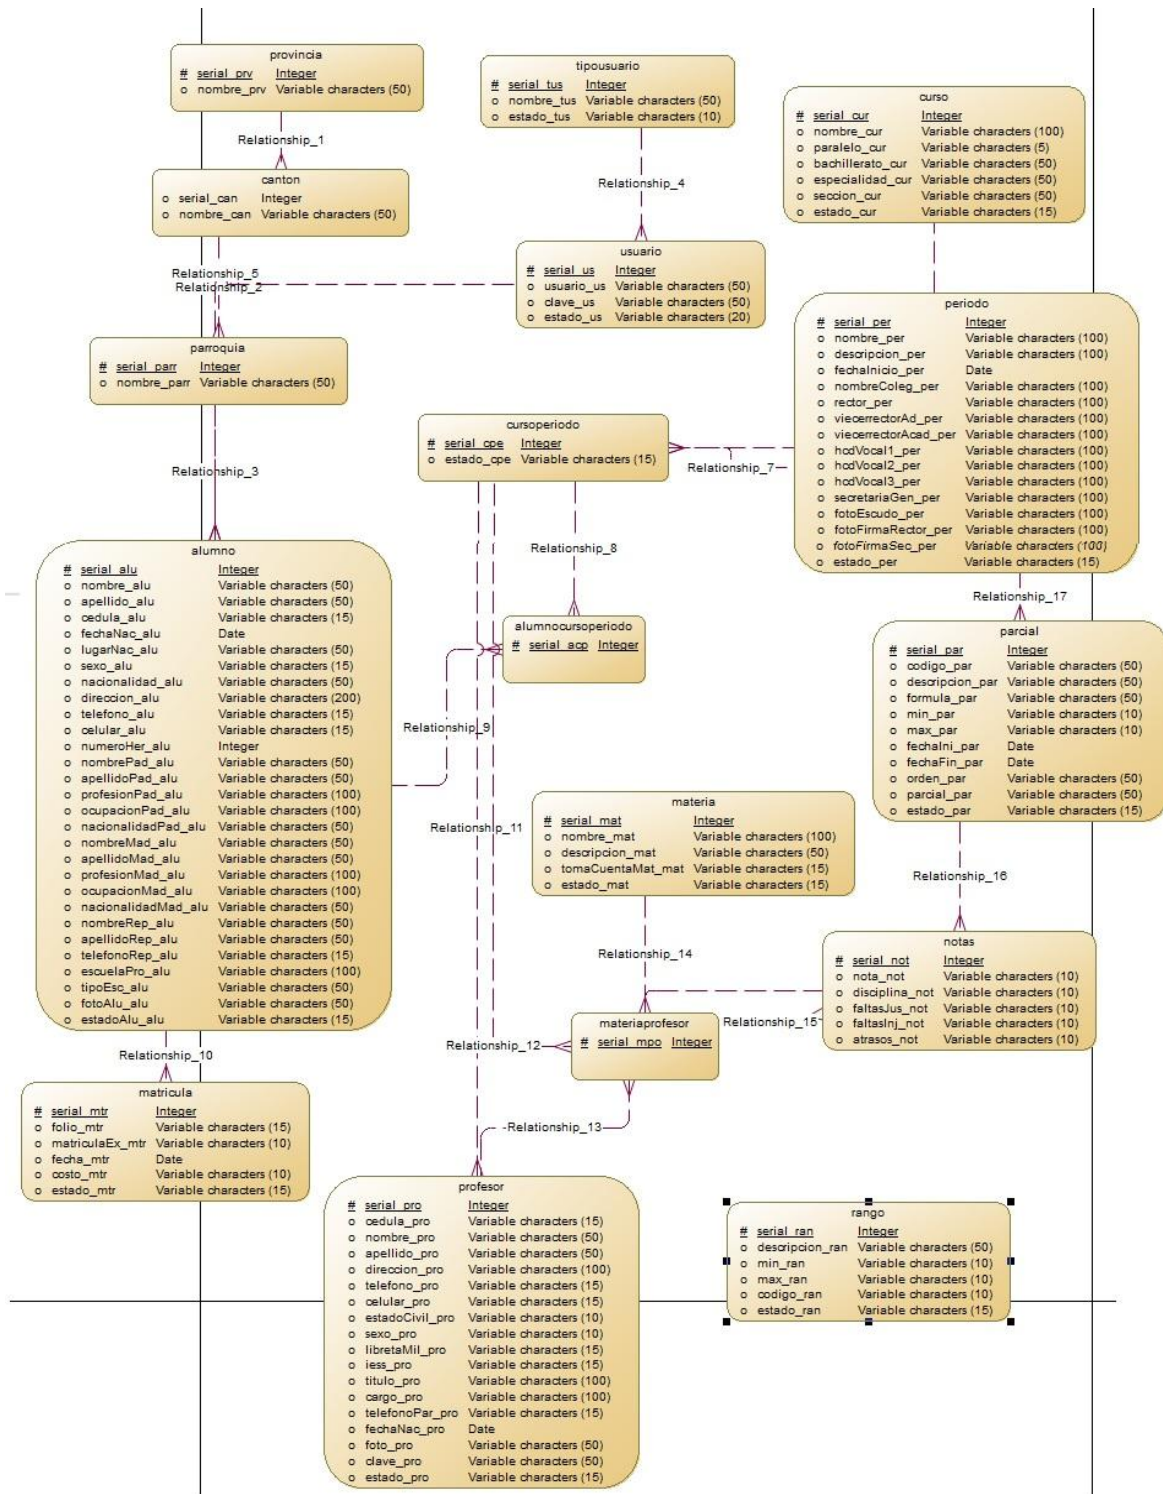 provincia
# serial_prv Integer
o nombre_prv Variable characters (50)
Relationship_1
canton
o serial_can Integer
o nombre_can Variable characters (50)
Relationship_5
Relationship_2
parroquia
# serial_parr Integer
o nombre_parr Variable characters (50)
Relationship_3
tipousuario
# serial_tus Integer
o nombre_tus Variable characters (50)
o estado_tus Variable characters (10)
Relationship_4
usuario
# serial_us Integer
o usuario_us Variable characters (50)
o clave_us Variable characters (50)
o estado_us Variable characters (20)
curso
# serial_cur Integer
o nombre_cur Variable characters (100)
o paralelo_cur Variable characters (5)
o bachillerato_cur Variable characters (50)
o especialidad_cur Variable characters (50)
o seccion_cur Variable characters (50)
o estado_cur Variable characters (15)
periodo
# serial_per Integer
o nombre_per Variable characters (100)
o descripcion_per Variable characters (100)
o fechaInicio_per Date
o nombreColeg_per Variable characters (100)
o rector_per Variable characters (100)
o viecerrectorAd_per Variable characters (100)
o viecerrectorAcad_per Variable characters (100)
o hcdVocal1_per Variable characters (100)
o hcdVocal2_per Variable characters (100)
o hcdVocal3_per Variable characters (100)
o secretariaGen_per Variable characters (100)
o fotoEscudo_per Variable characters (100)
o fotoFirmaRector_per Variable characters (100)
o fotoFirmaSec_per Variable characters (100)
o estado_per Variable characters (15)
cursoperiodo
# serial_cpe Integer
o estado_cpe Variable characters (15)
Relationship_7
Relationship_8
alumnocursoperiodo
# serial_acp Integer
Relationship_17
alumno
# serial_alu Integer
o nombre_alu Variable characters (50)
o apellido_alu Variable characters (50)
o cedula_alu Variable characters (15)
o fechaNac_alu Date
o lugarNac_alu Variable characters (50)
o sexo_alu Variable characters (15)
o nacionalidad_alu Variable characters (50)
o direccion_alu Variable characters (200)
o telefono_alu Variable characters (15)
o celular_alu Variable characters (15)
o numeroHer_alu Integer
o nombrePad_alu Variable characters (50)
o apellidoPad_alu Variable characters (50)
o profesionPad_alu Variable characters (100)
o ocupacionPad_alu Variable characters (100)
o nacionalidadPad_alu Variable characters (50)
o nombreMad_alu Variable characters (50)
o apellidoMad_alu Variable characters (50)
o profesionMad_alu Variable characters (100)
o ocupacionMad_alu Variable characters (100)
o nacionalidadMad_alu Variable characters (50)
o nombreRep_alu Variable characters (50)
o apellidoRep_alu Variable characters (50)
o telefonoRep_alu Variable characters (15)
o escuelaPro_alu Variable characters (100)
o tipoEsc_alu Variable characters (50)
o fotoAlu_alu Variable characters (50)
o estadoAlu_alu Variable characters (15)
Relationship_9
Relationship_11
parcial
# serial_par Integer
o codigo_par Variable characters (50)
o descripcion_par Variable characters (50)
o formula_par Variable characters (50)
o min_par Variable characters (10)
o max_par Variable characters (10)
o fechaIni_par Date
o fechaFin_par Date
o orden_par Variable characters (50)
o parcial_par Variable characters (50)
o estado_par Variable characters (15)
materia
# serial_mat Integer
o nombre_mat Variable characters (100)
o descripcion_mat Variable characters (50)
o tomaCuentaMat_mat Variable characters (15)
o estado_mat Variable characters (15)
Relationship_16
Relationship_14
notas
# serial_not Integer
o nota_not Variable characters (10)
o disciplina_not Variable characters (10)
o faltasJus_not Variable characters (10)
o faltasInj_not Variable characters (10)
o atrasos_not Variable characters (10)
Relationship_15
materiaprofesor
# serial_mpo Integer
Relationship_12
Relationship_10
matricula
# serial_mtr Integer
o folio_mtr Variable characters (15)
o matriculaEx_mtr Variable characters (10)
o fecha_mtr Date
o costo_mtr Variable characters (10)
o estado_mtr Variable characters (15)
Relationship_13
profesor
# serial_pro Integer
o cedula_pro Variable characters (15)
o nombre_pro Variable characters (50)
o apellido_pro Variable characters (50)
o direccion_pro Variable characters (100)
o telefono_pro Variable characters (15)
o celular_pro Variable characters (15)
o estadoCivil_pro Variable characters (10)
o sexo_pro Variable characters (10)
o libretaMil_pro Variable characters (15)
o iess_pro Variable characters (15)
o titulo_pro Variable characters (100)
o cargo_pro Variable characters (100)
o telefonoPar_pro Variable characters (15)
o fechaNac_pro Date
o foto_pro Variable characters (50)
o clave_pro Variable characters (50)
o estado_pro Variable characters (15)
rango
# serial_ran Integer
o descripcion_ran Variable characters (50)
o min_ran Variable characters (10)
o max_ran Variable characters (10)
o codigo_ran Variable characters (10)
o estado_ran Variable characters (15)